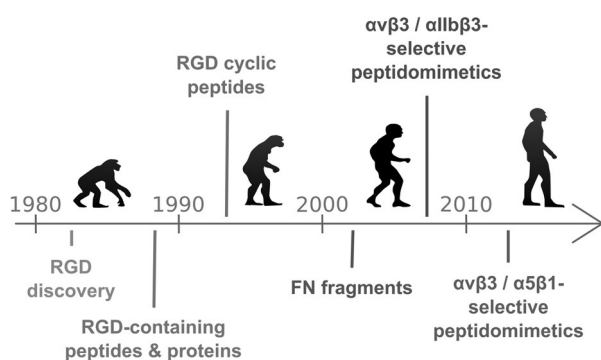 αvβ3 / αIIbβ3-
selective
peptidomimetics
RGD cyclic
peptides
1980
1990
2000
2010
RGD
discovery
RGD-containing
peptides & proteins
FN fragments
αvβ3 / α5β1-
selective
peptidomimetics